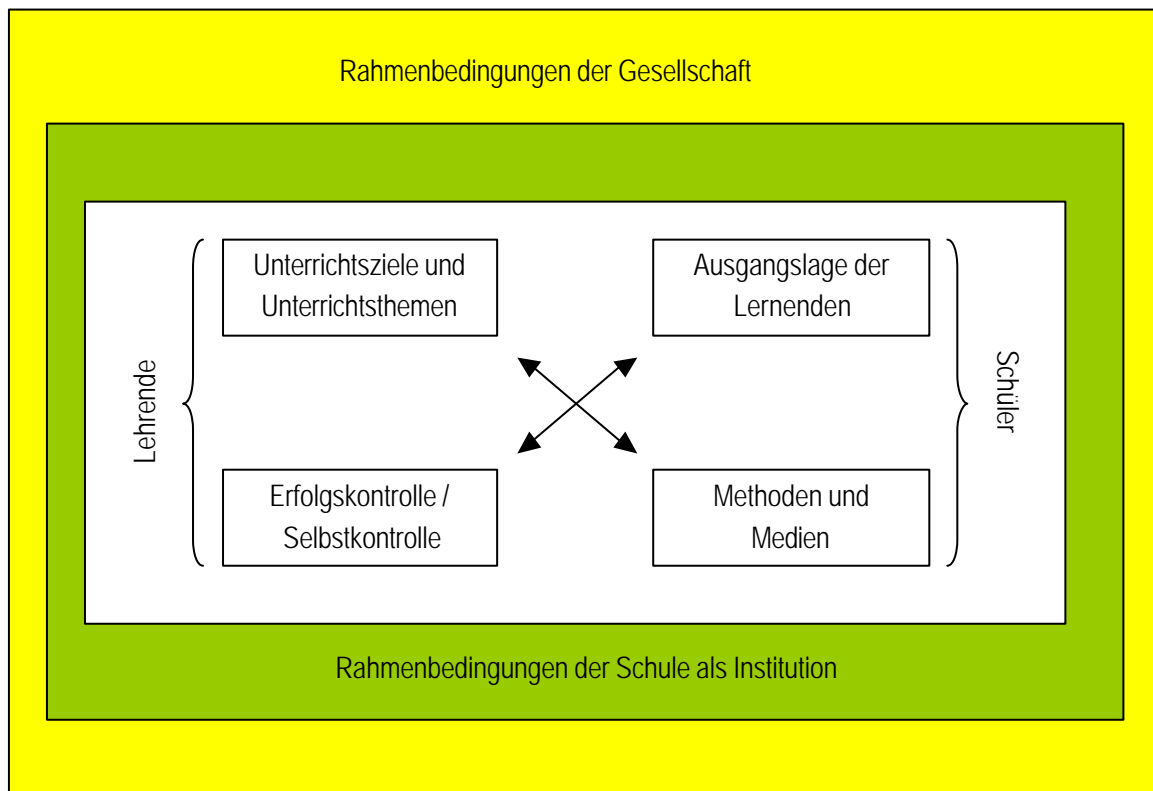 Rahmenbedingungen der Gesellschaft
Unterrichtsziele und
Unterrichtsthemen
Ausgangslage der
Lernenden
Lehrende
Schüler
Erfolgskontrolle /
Selbstkontrolle
Methoden und
Medien
Rahmenbedingungen der Schule als Institution